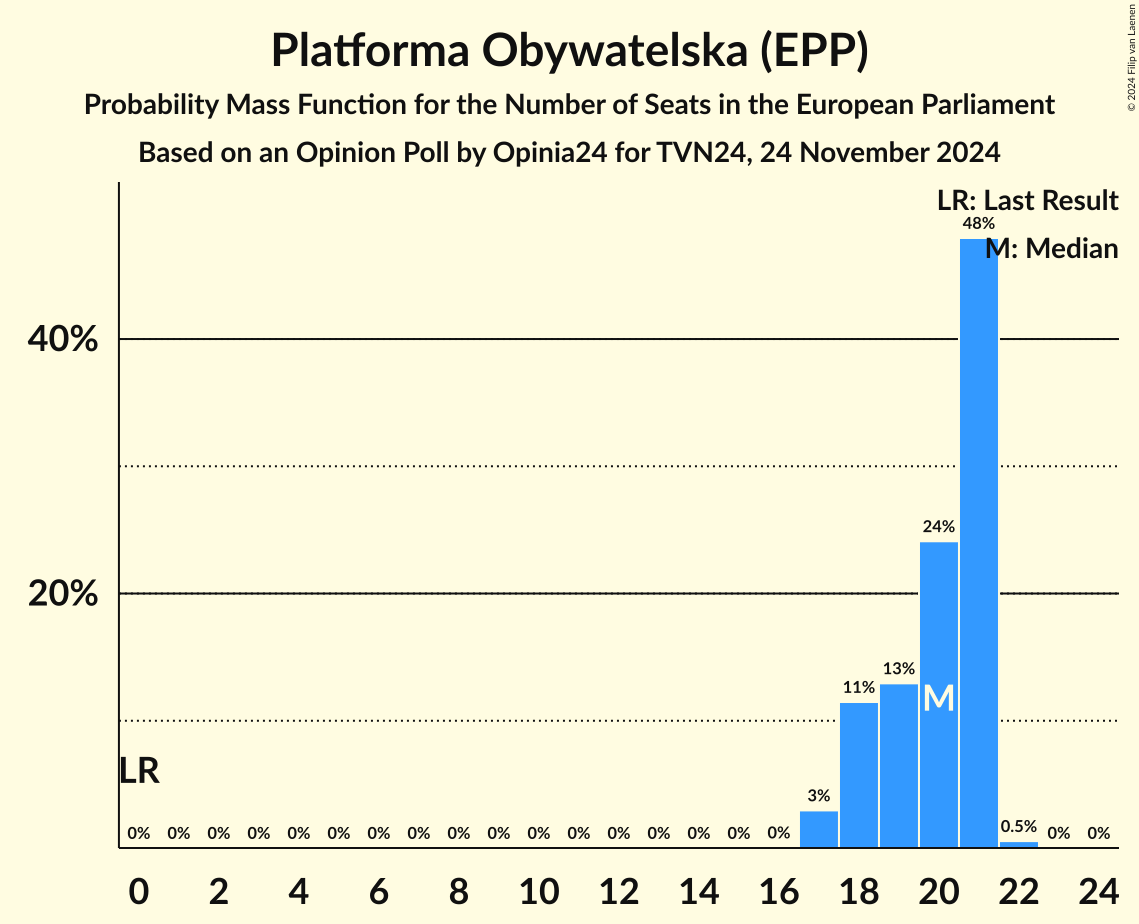 Platforma Obywatelska (EPP)
Probability Mass Function for the Number of Seats in the European Parliament
Based on an Opinion Poll by Opinia24 for TVN24, 24 November 2024
© 2024 Filip van Laenen
LR: Last Result
48%
M: Median
40%
24%
20%
13%
11%
M
LR
3%
0% 0% 0% 0% 0% 0% 0% 0% 0% 0% 0% 0% 0% 0% 0% 0% 0% 0.5% 0% 0%
0 2 4 6 8 10 12 14 16 18 20 22 24